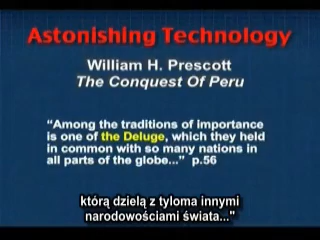 Astonishing Technology
William H. Prescott
The Conquest Of Peru
“Among the traditions of importance
is one of the Deluge, which they held
in common with so many nations in
all parts of the globe...” p.56
którą dzielą z tyloma innymi
narodowościami świata..."